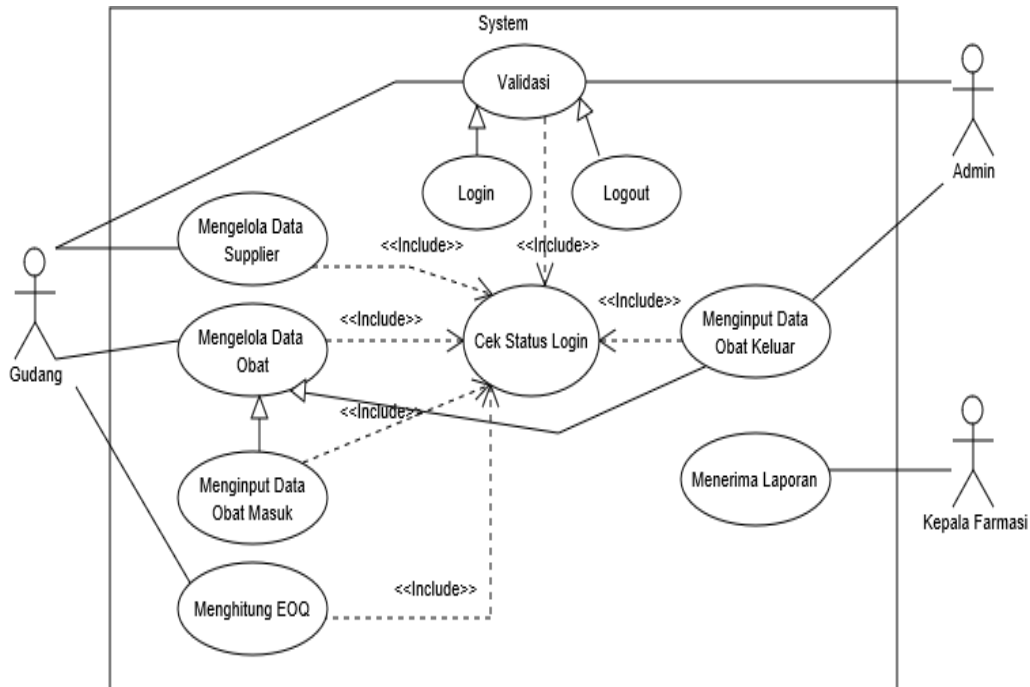 System
Validasi
Login
Logout
Admin
Mengelola Data
Supplier
<<Include>>
<<Include>>
<<Include>>
<<Include>>
Mengelola Data
Obat
Cek Status Login
Menginput Data
Obat Keluar
Gudang
<<Include>>
Menginput Data
Obat Masuk
Menerima Laporan
Kepala Farmasi
<<Include>>
Menghitung EOQ